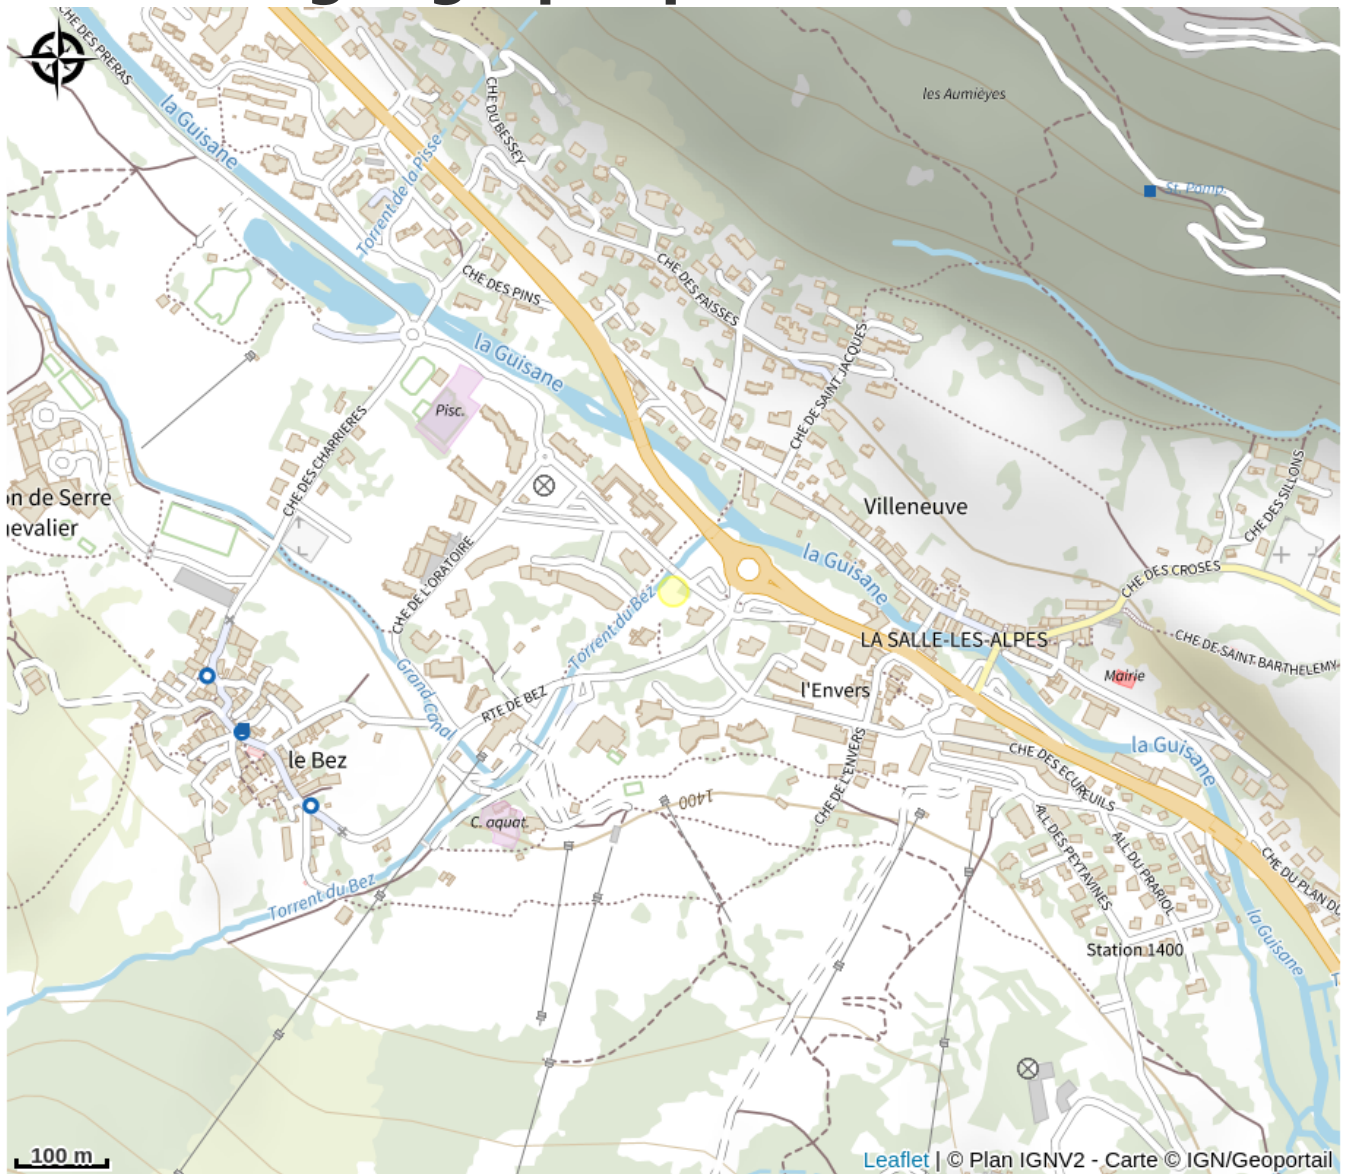 CHE DES PRERAS
la Guisane
Torrent de la Pisse
CHE DU BESSEY
les Aumiéyes
St. Pomp.
CHE DES PINS
CHE DES FAISSES
la Guisane
CHE DE SAINT JACQUES
Pisc.
CHE DES CHARRIERES
on de Serre
hevalier
Villeneuve
CHE DES SILLONS
la Guisane
CHE DES CROSES
CHE DE L'ORATOIRE
Torrent du Bez
LA SALLE-LES-ALPES
CHE DE SAINT BARTHELEMY
Mairie
l'Envers
Grand Canal
RTE DE BEZ
le Bez
la Guisane
CHE DES ECUREUILS
CHE DE L'ENVERS
1400
C. aquat.
ALL DES PEYTAVINES
ALL DU PRARIOL
CHE DU PLAN DU
Torrent du Bez
la Guisane
Station 1400
100 m
Leaflet | © Plan IGNV2 - Carte © IGN/Geoportail